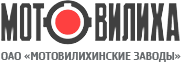 МОТОВИЛИХА
ОАО «МОТОВИЛИХИНСКИЕ ЗАВОДЫ»